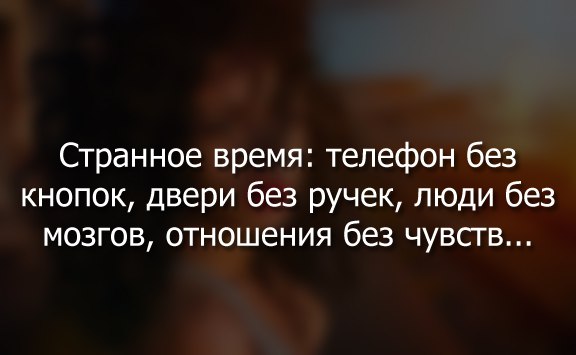 Странное время: телефон без
кнопок, двери без ручек, люди без
мозгов, отношения без чувств...